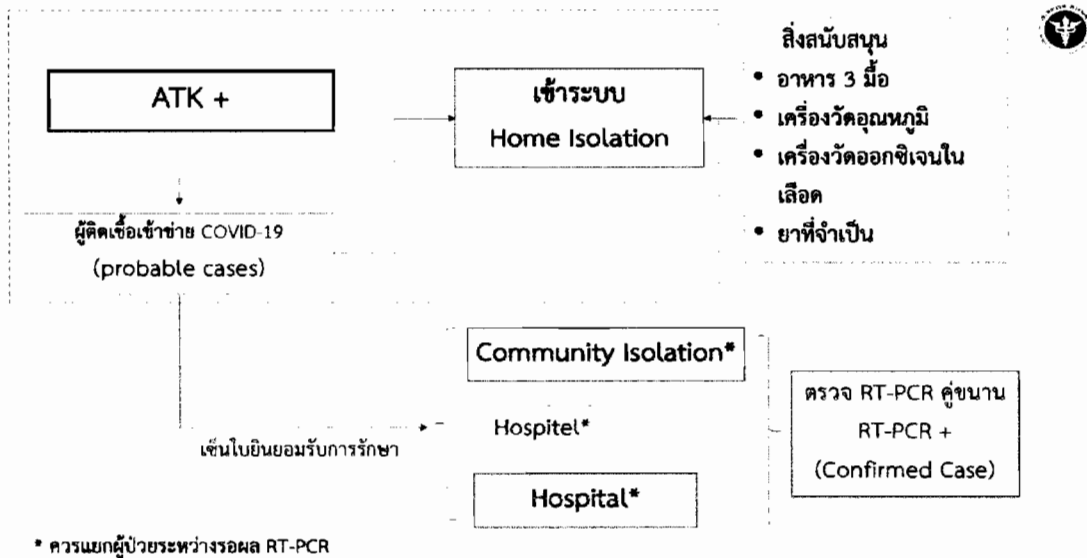 ATK +
เข้าระบบ
Home Isolation
สิ่งสนับสนุน
• อาหาร 3 มื้อ
• เครื่องวัดอุณหภูมิ
• เครื่องวัดออกซิเจนใน
เลือด
• ยาที่จำเป็น
ผู้ติดเชื้อเข้าข่าย COVID-19
(probable cases)
เซ็นใบยินยอมรับการรักษา
Community Isolation*
Hospitel*
Hospital*
ตรวจ RT-PCR คู่ขนาน
RT-PCR +
(Confirmed Case)
* ควรแยกผู้ป่วยระหว่างรอผล RT-PCR